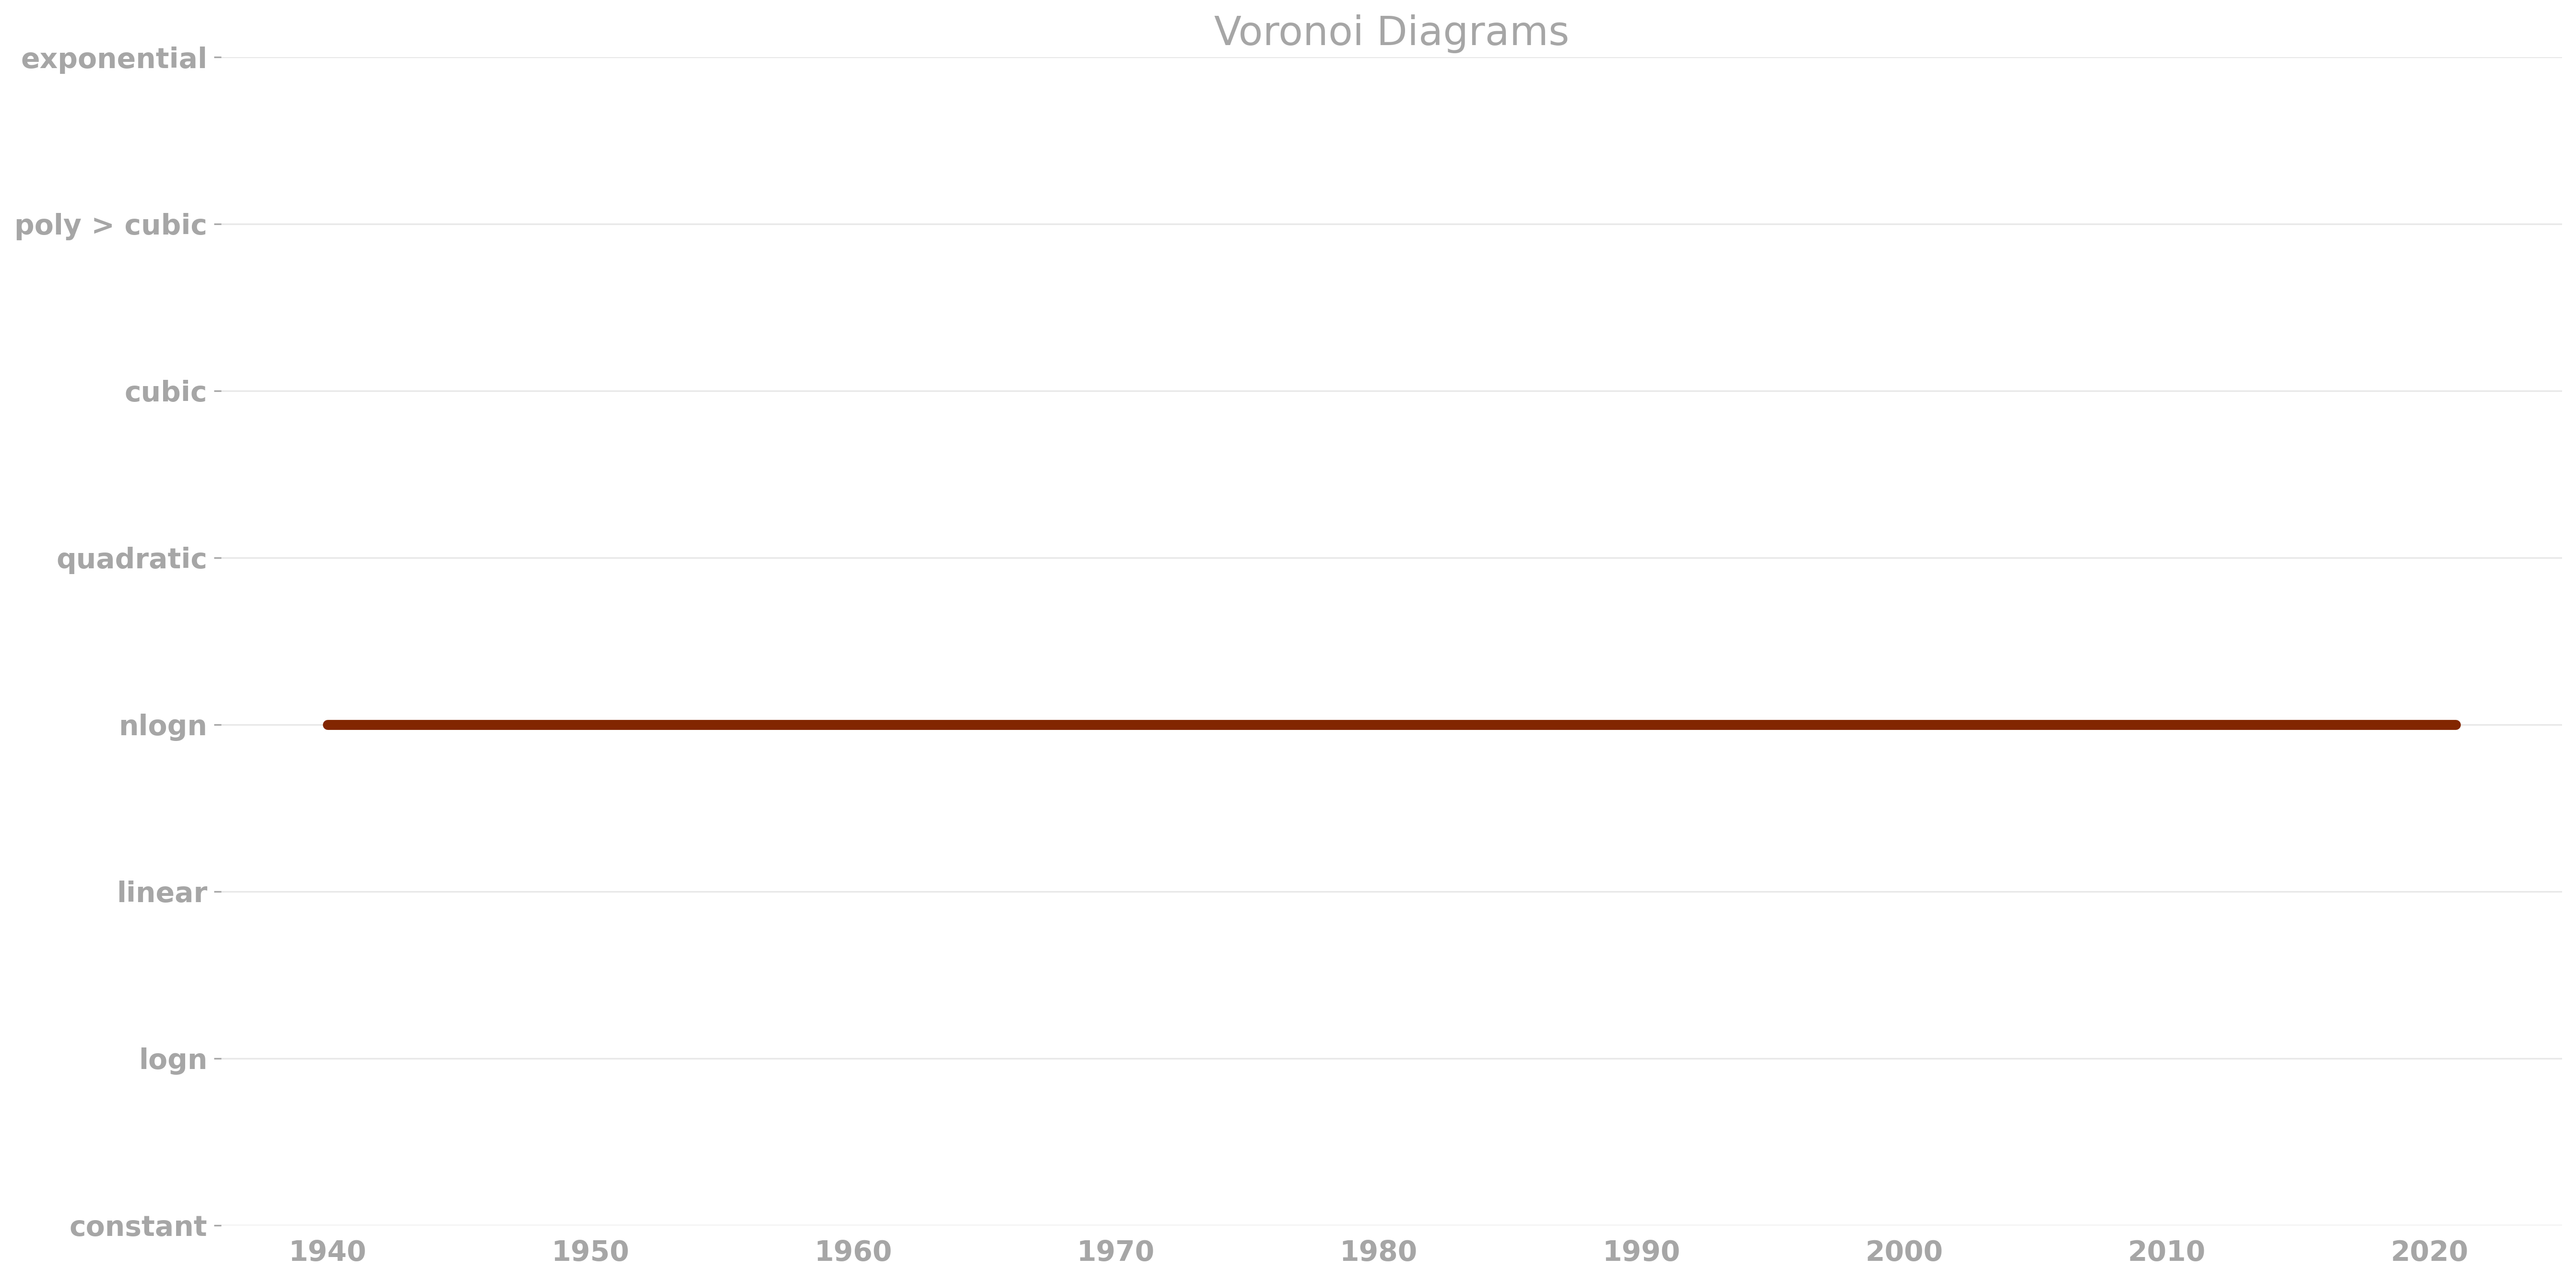 Voronoi Diagrams
exponential
poly > cubic
cubic
quadratic
nlogn
linear
logn
constant
1940 1950 1960 1970 1980 1990 2000 2010 2020